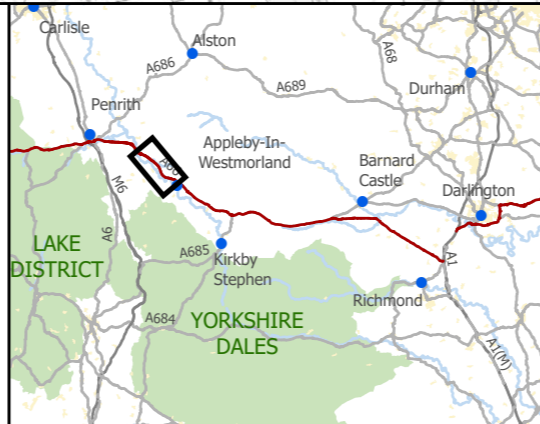 Carlisle
Alston
A686
A68
A689
Durham
Penrith
Appleby-In-
Westmorland
A66
Barnard
Castle
Darlington
M6
A6
LAKE
DISTRICT
A685
Kirkby
Stephen
A1
Richmond
A684
YORKSHIRE
DALES
A1(M)